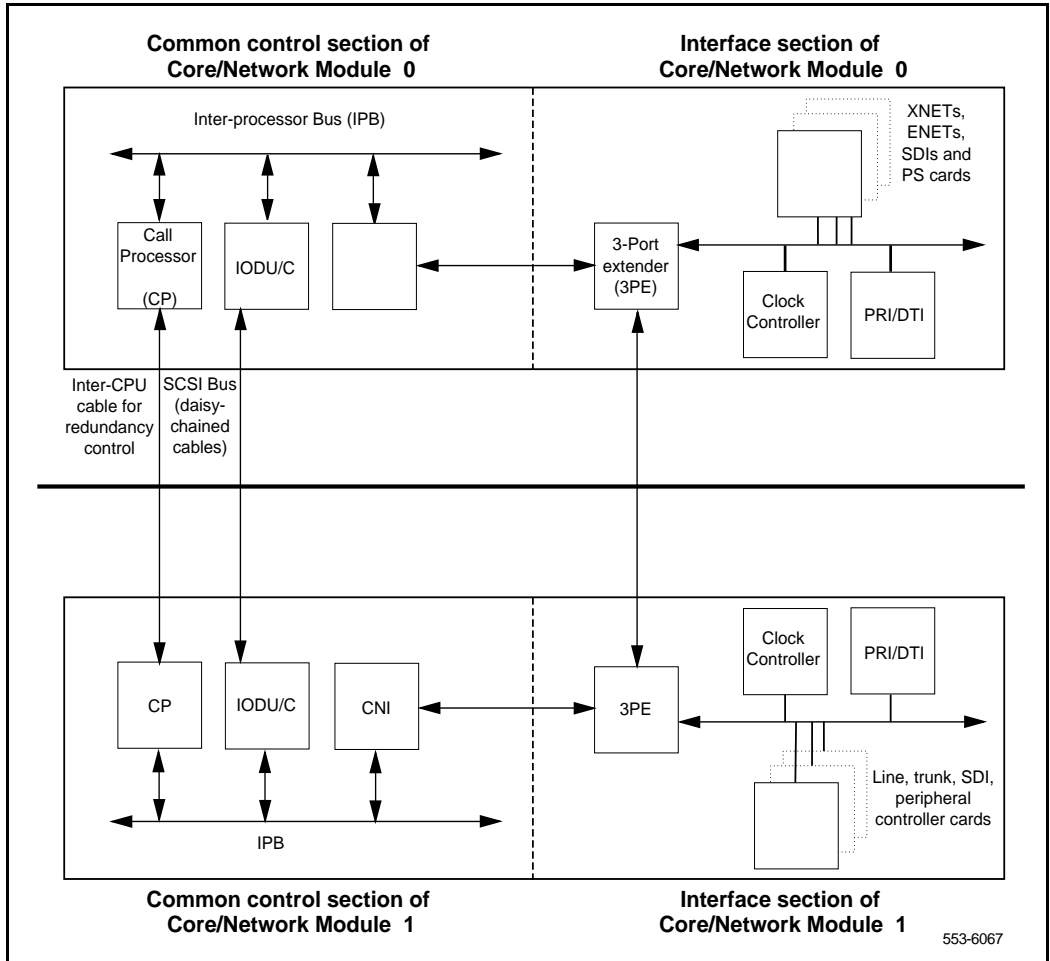 Common control section of
Core/Network Module 0
Interface section of
Core/Network Module 0
Inter-processor Bus (IPB)
XNETs,
ENETs,
SDIs and
PS cards
Call
Processor
(CP)
IODU/C
3-Port
extender
(3PE)
Clock
Controller
PRI/DTI
Inter-CPU
cable for
redundancy
control
SCSI Bus
(daisy-
chained
cables)
CP
IODU/C
CNI
3PE
Clock
Controller
PRI/DTI
Line, trunk, SDI,
peripheral
controller cards
IPB
Common control section of
Core/Network Module 1
Interface section of
Core/Network Module 1
553-6067